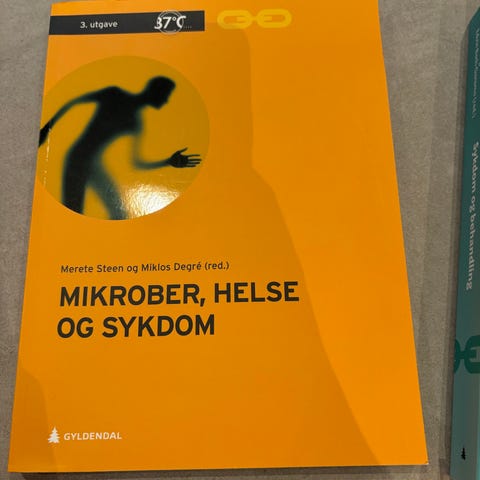 3. utgave
37°C
Merete Steen og Miklos Degré (red.)
MIKROBER, HELSE
OG SYKDOM
GYLDENDAL
Sykdom og behandling